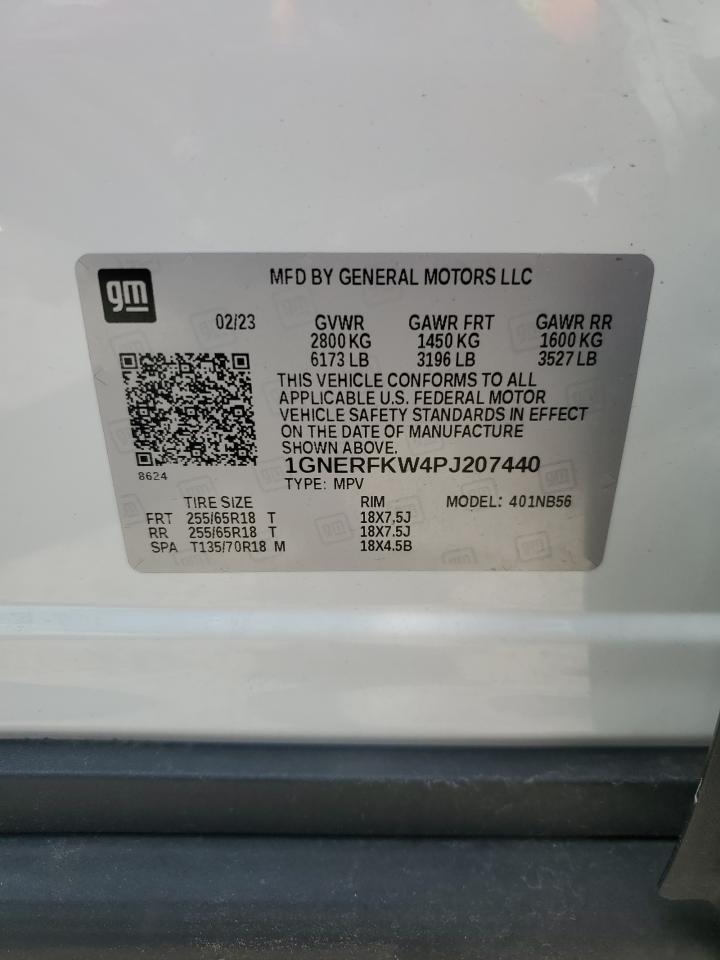 gm
MFD BY GENERAL MOTORS LLC
02/23 GVWR GAWR FRT GAWR RR
2800 KG 1450 KG 1600 KG
6173 LB 3196 LB 3527 LB
THIS VEHICLE CONFORMS TO ALL
APPLICABLE U.S. FEDERAL MOTOR
VEHICLE SAFETY STANDARDS IN EFFECT
ON THE DATE OF MANUFACTURE
SHOWN ABOVE.
8624
1GNERFKW4PJ207440
TYPE: MPV
TIRE SIZE RIM MODEL: 401NB56
FRT 255/65R18 T 18X7.5J
RR 255/65R18 T 18X7.5J
SPA T135/70R18 M 18X4.5B